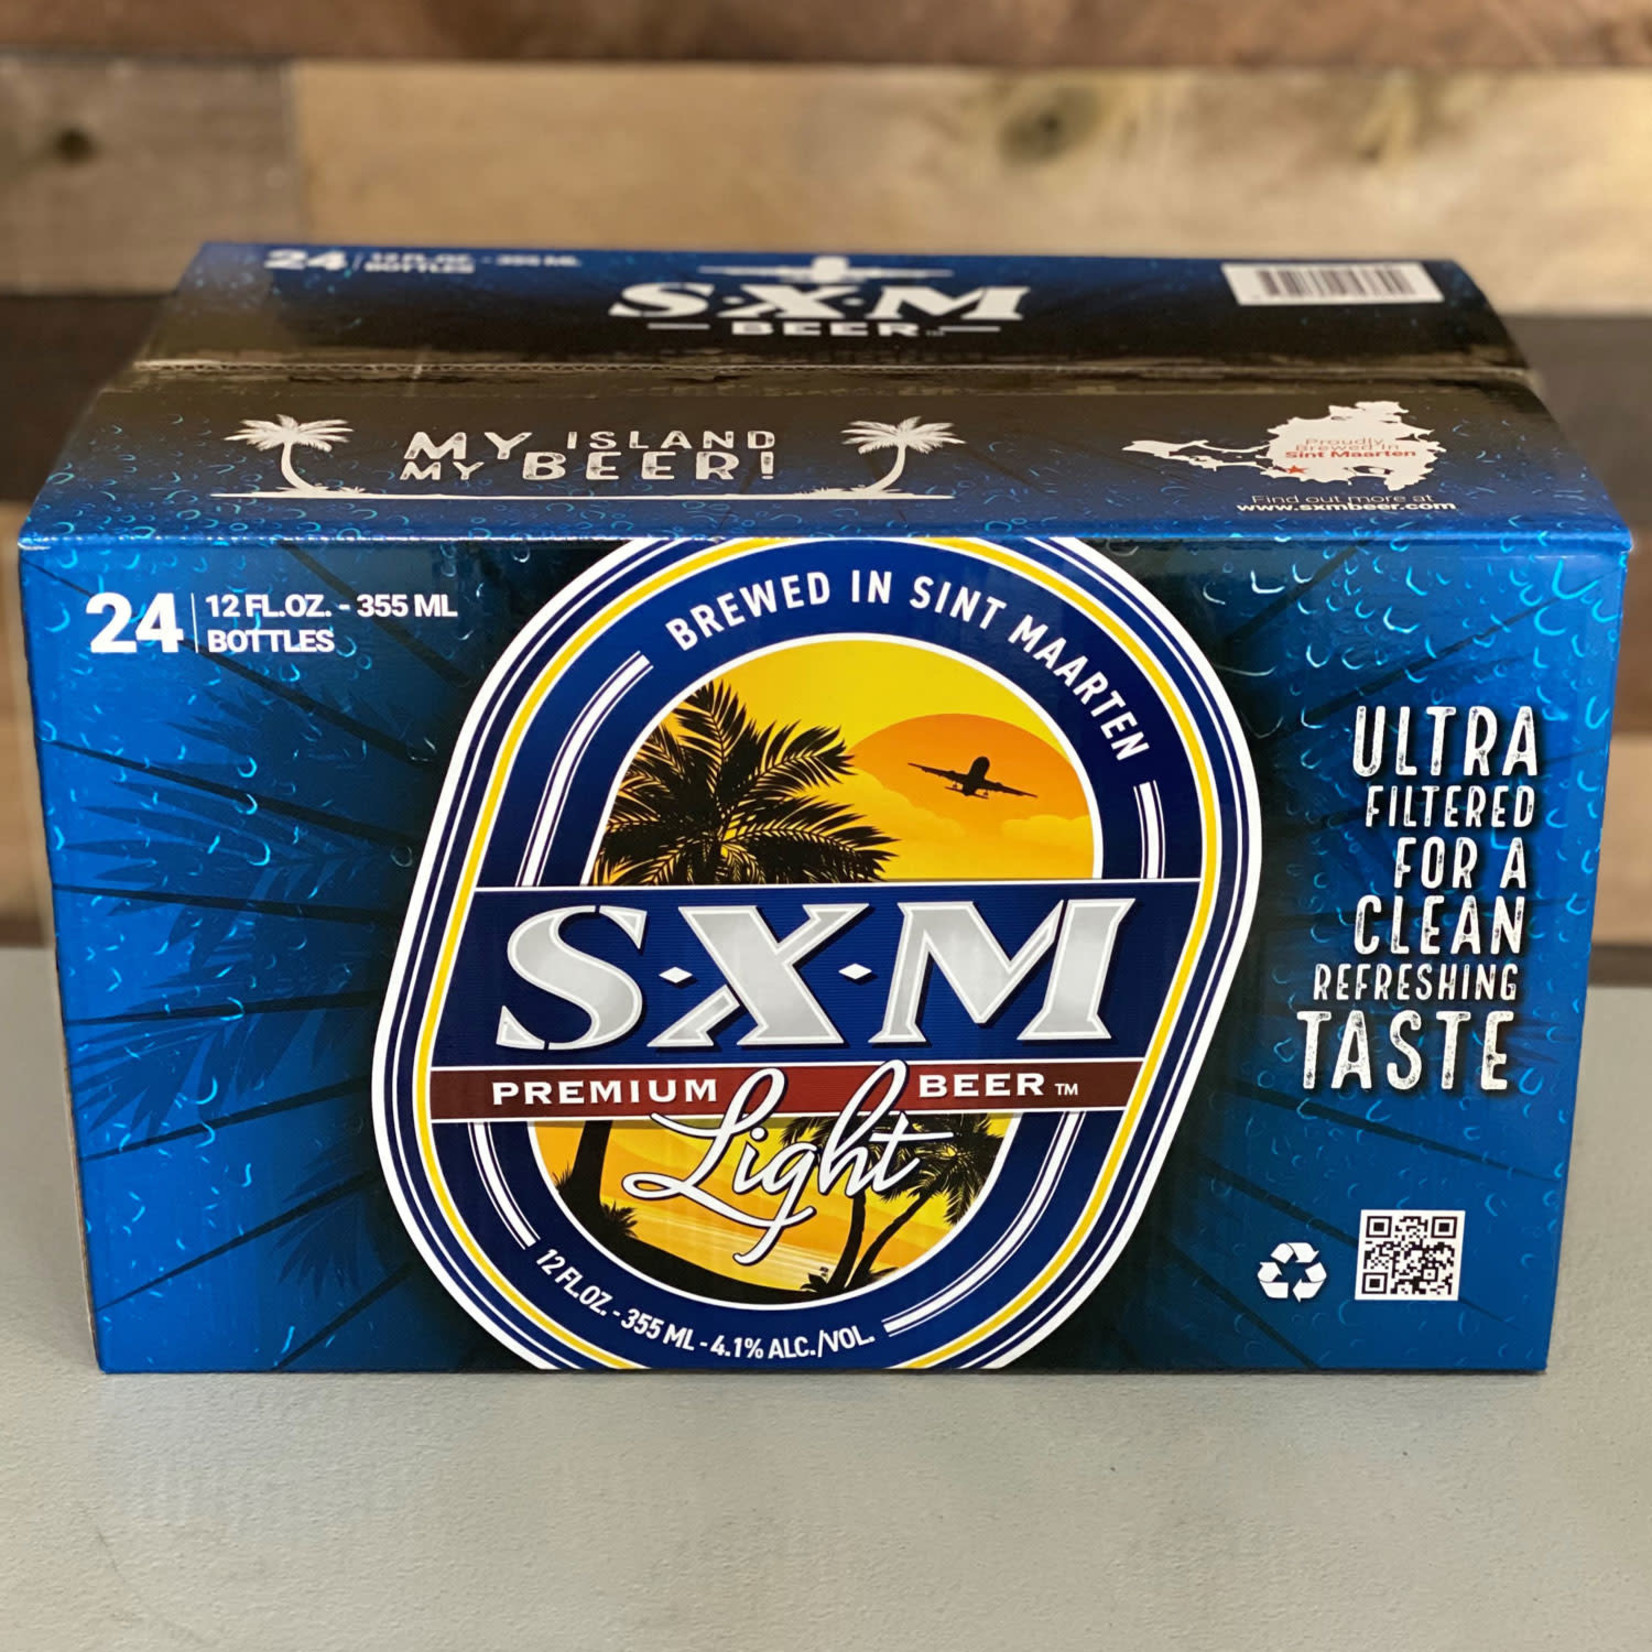 24 | 12 FL.OZ. - 355 ML
BOTTLES
S·X·M
BEER™
MY ISLAND
MY BEER!
Proudly
Brewed in
Sint Maarten
Find out more at
www.sxmbeer.com
24 | 12 FL.OZ. - 355 ML
BOTTLES
BREWED IN SINT MAARTEN
S·X·M
PREMIUM BEER™
Light
12 FL.OZ. - 355 ML - 4.1% ALC./VOL.
ULTRA
FILTERED
FOR A
CLEAN
REFRESHING
TASTE